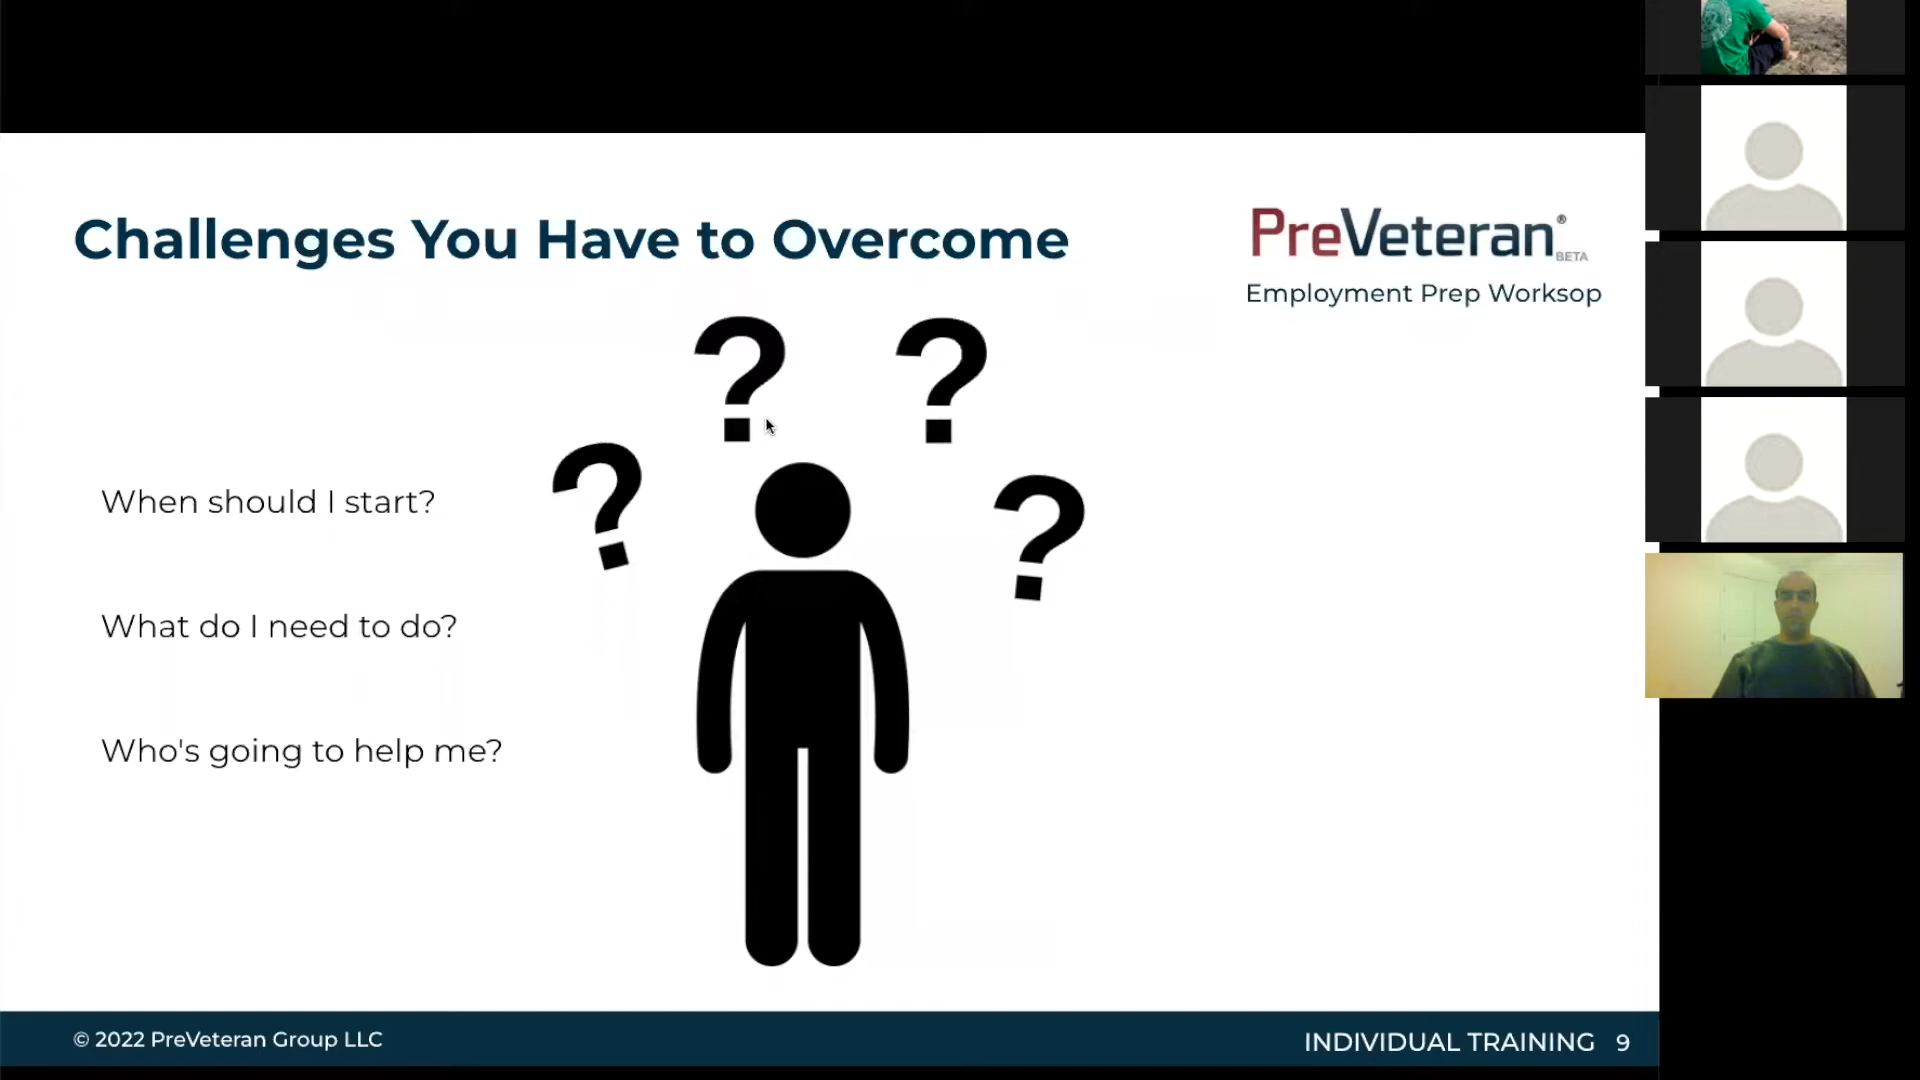 Challenges You Have to Overcome
PreVeteran®
BETA
Employment Prep Worksop
? ?
? ?
When should I start?
What do I need to do?
Who's going to help me?
© 2022 PreVeteran Group LLC
INDIVIDUAL TRAINING 9